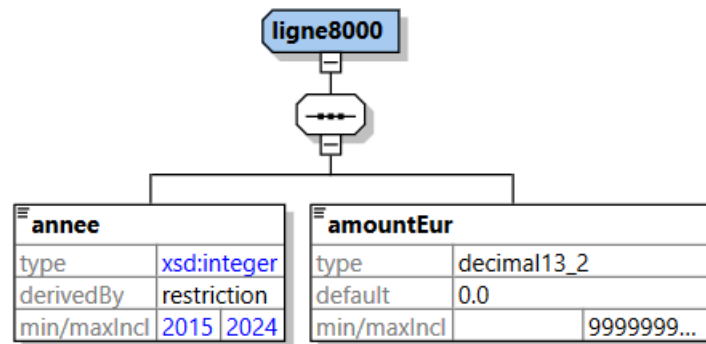 ligne8000
annee
type xsd:integer
derivedBy restriction
min/maxIncl 2015 2024
amountEur
type decimal13_2
default 0.0
min/maxIncl 9999999...